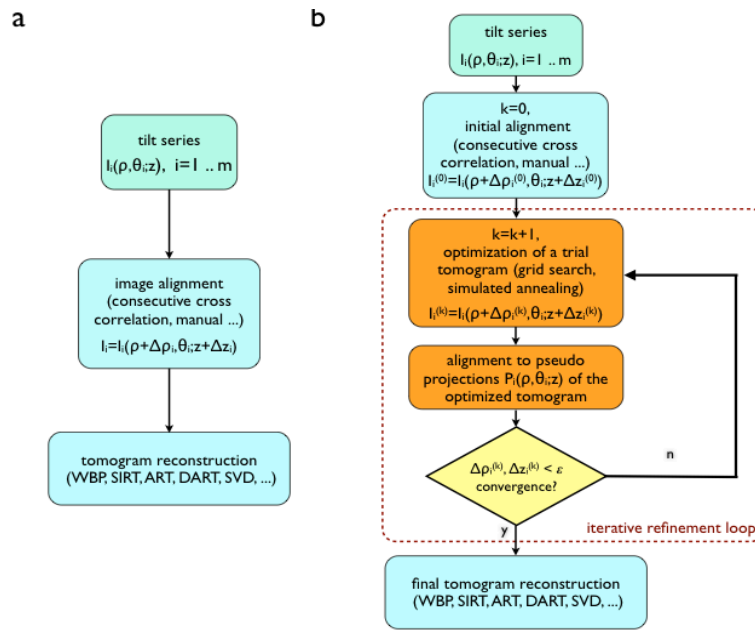 a
tilt series
Iᵢ(ρ,θᵢ;z), i=1 .. m
image alignment
(consecutive cross
correlation, manual ...)
Iᵢ=Iᵢ(ρ+Δρᵢ,θᵢ;z+Δzᵢ)
tomogram reconstruction
(WBP, SIRT, ART, DART, SVD, ...)
b
tilt series
Iᵢ(ρ,θᵢ;z), i=1 .. m
k=0,
initial alignment
(consecutive cross
correlation, manual ...)
Iᵢ⁽⁰⁾=Iᵢ(ρ+Δρᵢ⁽⁰⁾,θᵢ;z+Δzᵢ⁽⁰⁾)
k=k+1,
optimization of a trial
tomogram (grid search,
simulated annealing)
Iᵢ⁽ᵏ⁾=Iᵢ(ρ+Δρᵢ⁽ᵏ⁾,θᵢ;z+Δzᵢ⁽ᵏ⁾)
alignment to pseudo
projections Pᵢ(ρ,θᵢ;z) of the
optimized tomogram
Δρᵢ⁽ᵏ⁾, Δzᵢ⁽ᵏ⁾ < ε
convergence?
n
y
iterative refinement loop
final tomogram reconstruction
(WBP, SIRT, ART, DART, SVD, ...)